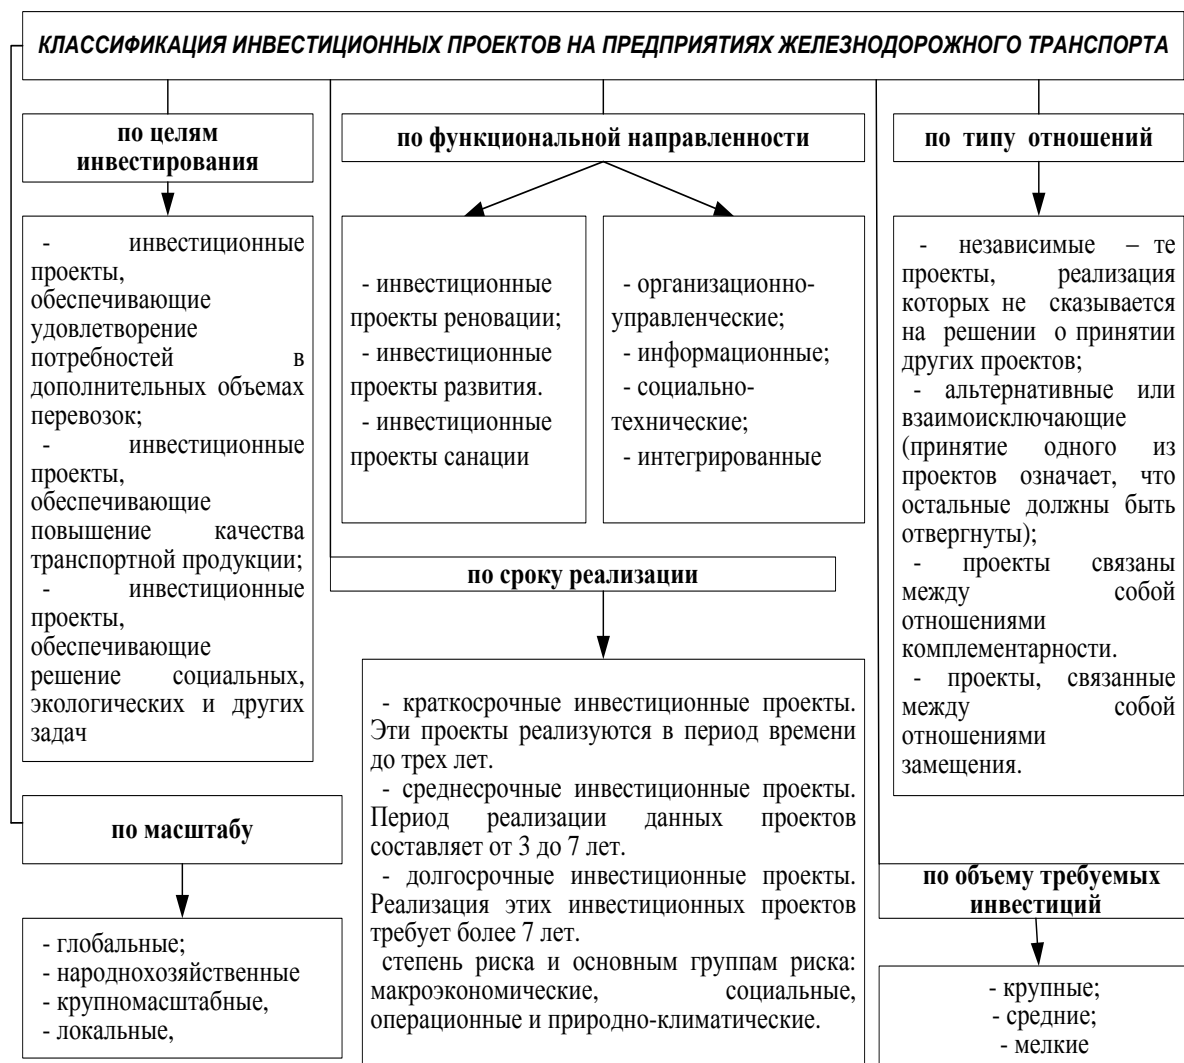 КЛАССИФИКАЦИЯ ИНВЕСТИЦИОННЫХ ПРОЕКТОВ НА ПРЕДПРИЯТИЯХ ЖЕЛЕЗНОДОРОЖНОГО ТРАНСПОРТА
по целям
инвестирования
- инвестиционные
проекты,
обеспечивающие
удовлетворение
потребностей в
дополнительных объемах
перевозок;
- инвестиционные
проекты,
обеспечивающие
повышение качества
транспортной продукции;
- инвестиционные
проекты,
обеспечивающие
решение социальных,
экологических и других
задач
по функциональной направленности
- инвестиционные
проекты реновации;
- инвестиционные
проекты развития.
- инвестиционные
проекты санации
- организационно-
управленческие;
- информационные;
- социально-
технические;
- интегрированные
по типу отношений
- независимые – те
проекты, реализация
которых не сказывается
на решении о принятии
других проектов;
- альтернативные или
взаимоисключающие
(принятие одного из
проектов означает, что
остальные должны быть
отвергнуты);
- проекты связаны
между собой
отношениями
комплементарности.
- проекты, связанные
между собой
отношениями
замещения.
по сроку реализации
- краткосрочные инвестиционные проекты.
Эти проекты реализуются в период времени
до трех лет.
- среднесрочные инвестиционные проекты.
Период реализации данных проектов
составляет от 3 до 7 лет.
- долгосрочные инвестиционные проекты.
Реализация этих инвестиционных проектов
требует более 7 лет.
степень риска и основным группам риска:
макроэкономические, социальные,
операционные и природно-климатические.
по масштабу
- глобальные;
- народнохозяйственные
- крупномасштабные,
- локальные,
по объему требуемых
инвестиций
- крупные;
- средние;
- мелкие